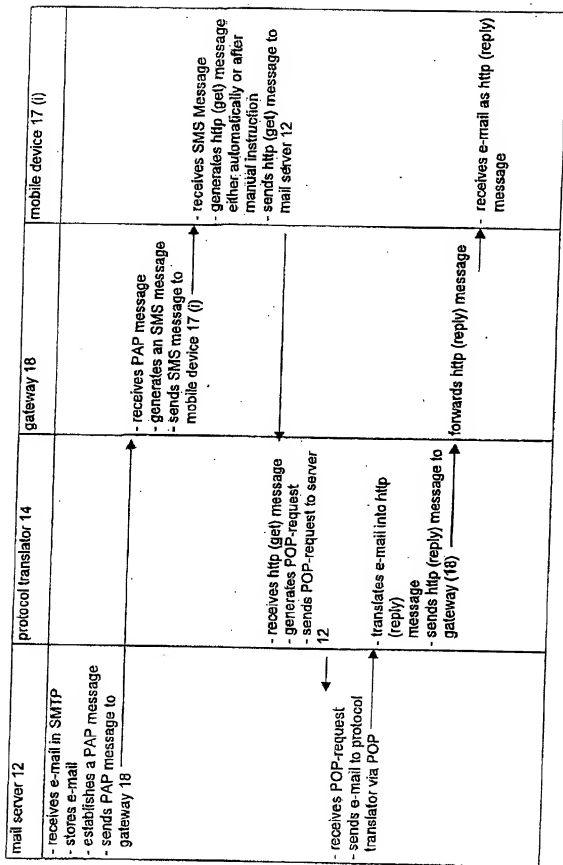 mail server 12
protocol translator 14
gateway 18
mobile device 17 (i)
- receives e-mail in SMTP
- stores e-mail
- establishes a PAP message
- sends PAP message to
gateway 18
- receives PAP message
- generates an SMS message
- sends SMS message to
mobile device 17 (i)
- receives SMS Message
- generates http (get) message
either automatically or after
manual instruction
- sends http (get) message to
mail server 12
- receives http (get) message
- generates POP-request
- sends POP-request to server
12
- receives POP-request
- sends e-mail to protocol
translator via POP
- translates e-mail into http
(reply)
message
- sends http (reply) message to
gateway (18)
forwards http (reply) message
- receives e-mail as http (reply)
message